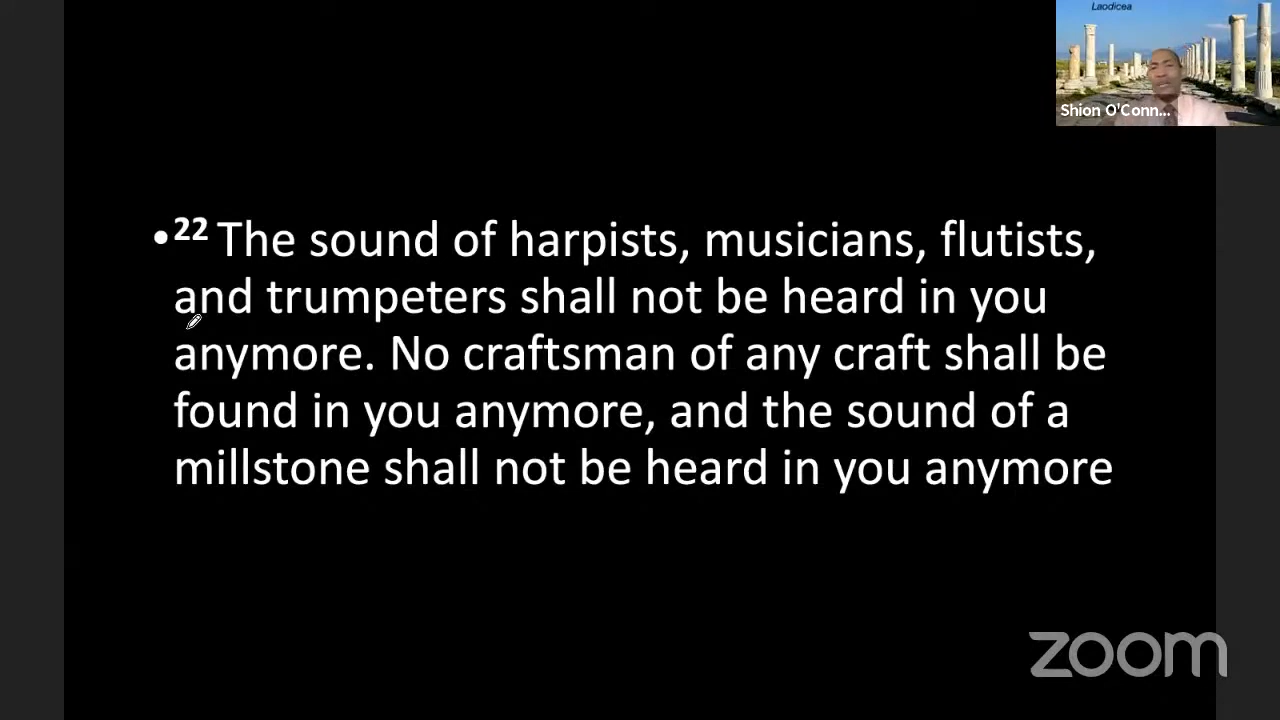 Laodicea
Shion O'Conn...
•22 The sound of harpists, musicians, flutists,
and trumpeters shall not be heard in you
anymore. No craftsman of any craft shall be
found in you anymore, and the sound of a
millstone shall not be heard in you anymore
zoom